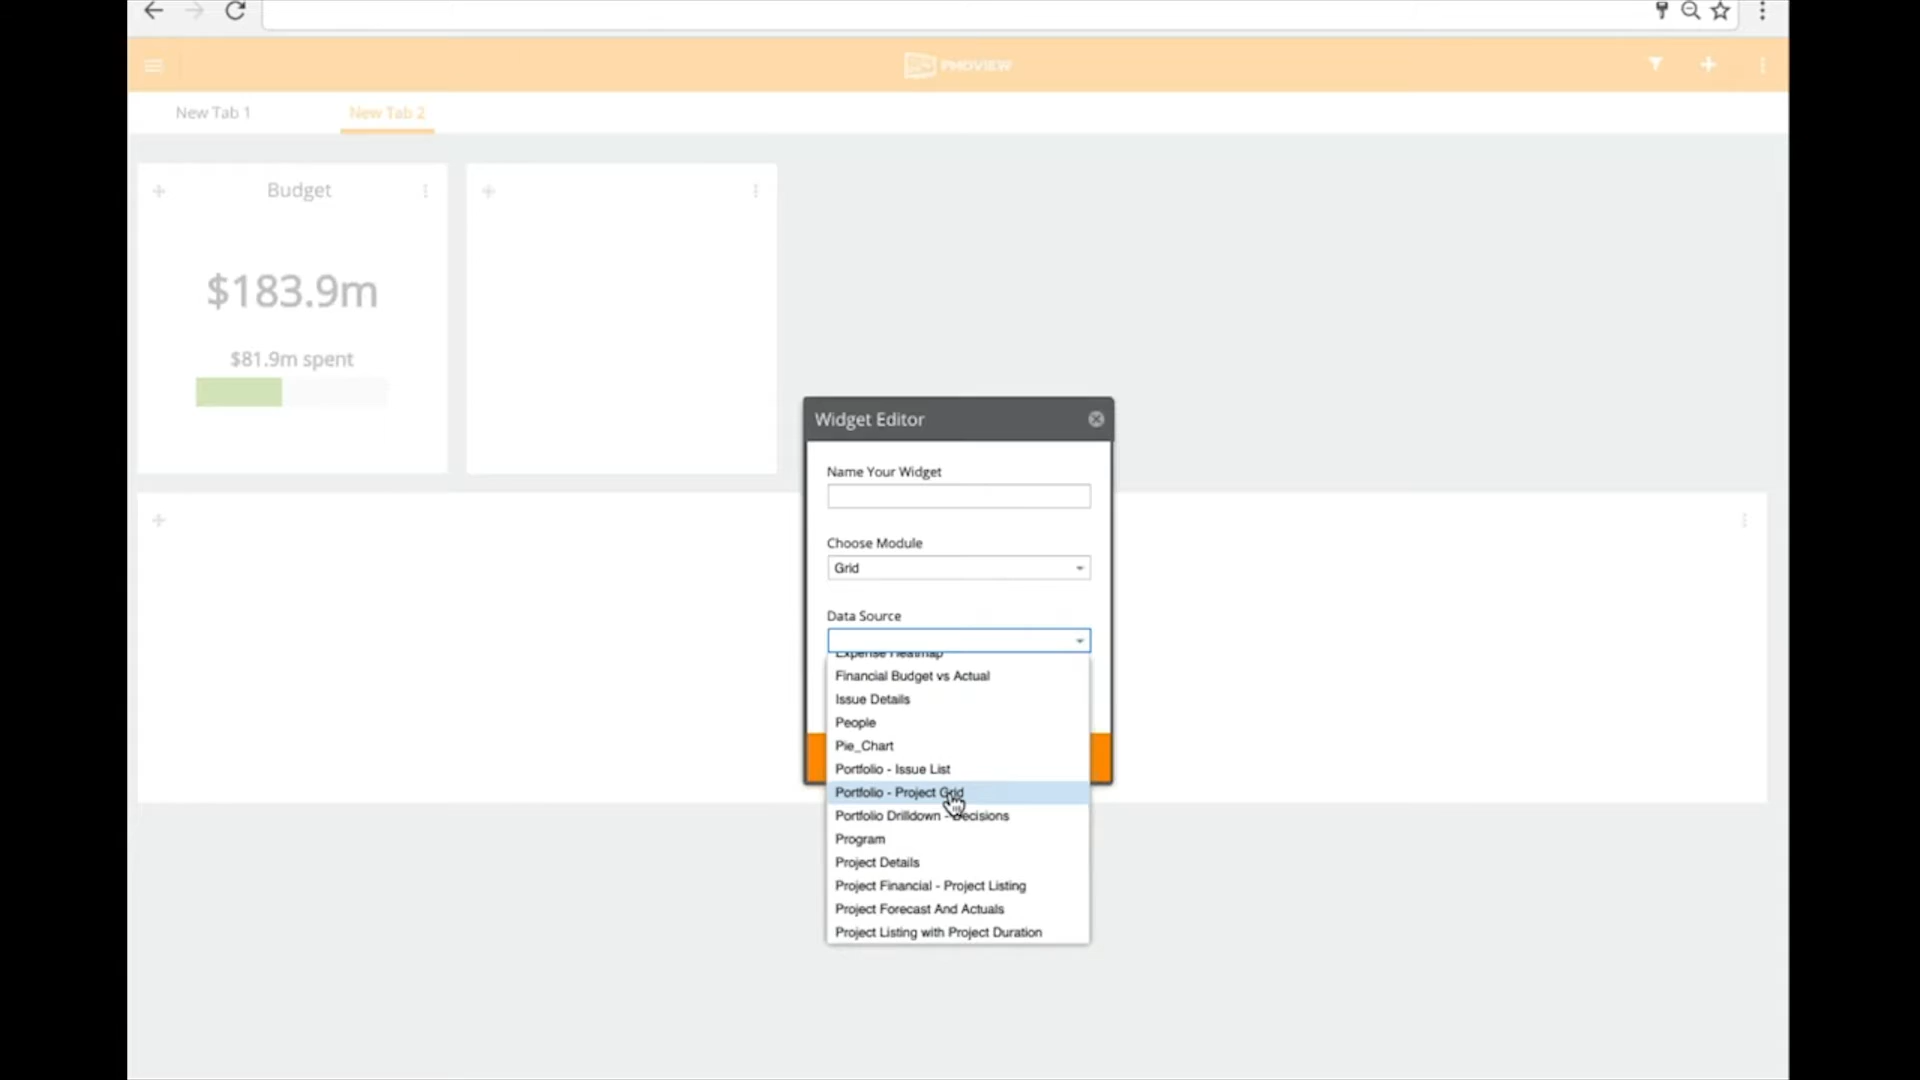 PMOVIEW
New Tab 1
New Tab 2
Budget
$183.9m
$81.9m spent
Widget Editor
Name Your Widget
Choose Module
Grid
Data Source
Expense Heatmap
Financial Budget vs Actual
Issue Details
People
Pie_Chart
Portfolio - Issue List
Portfolio - Project Grid
Portfolio Drilldown - Decisions
Program
Project Details
Project Financial - Project Listing
Project Forecast And Actuals
Project Listing with Project Duration